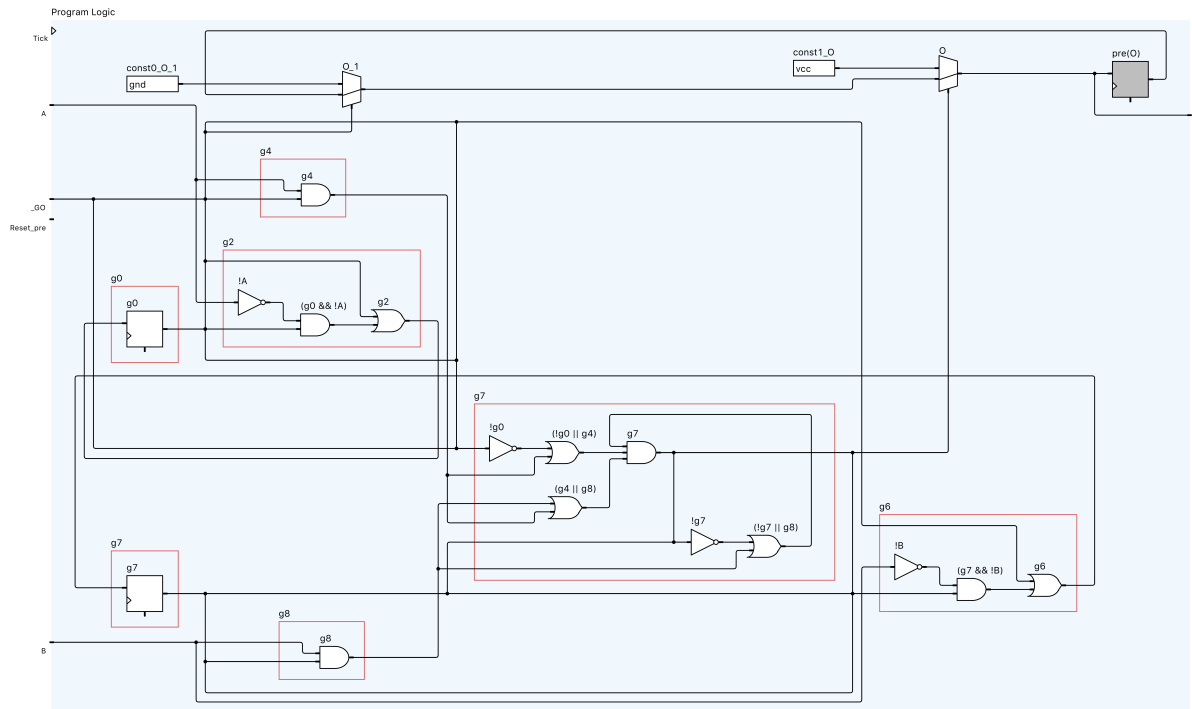 Program Logic
Tick
const0_O_1
gnd
O_1
const1_O
vcc
O
pre(O)
A
g4
g4
_GO
Reset_pre
g2
!A
(g0 && !A)
g2
g0
g0
g7
!g0
(!g0 || g4)
g7
(g4 || g8)
!g7
(!g7 || g8)
g6
!B
(g7 && !B)
g6
g7
g7
g8
g8
B